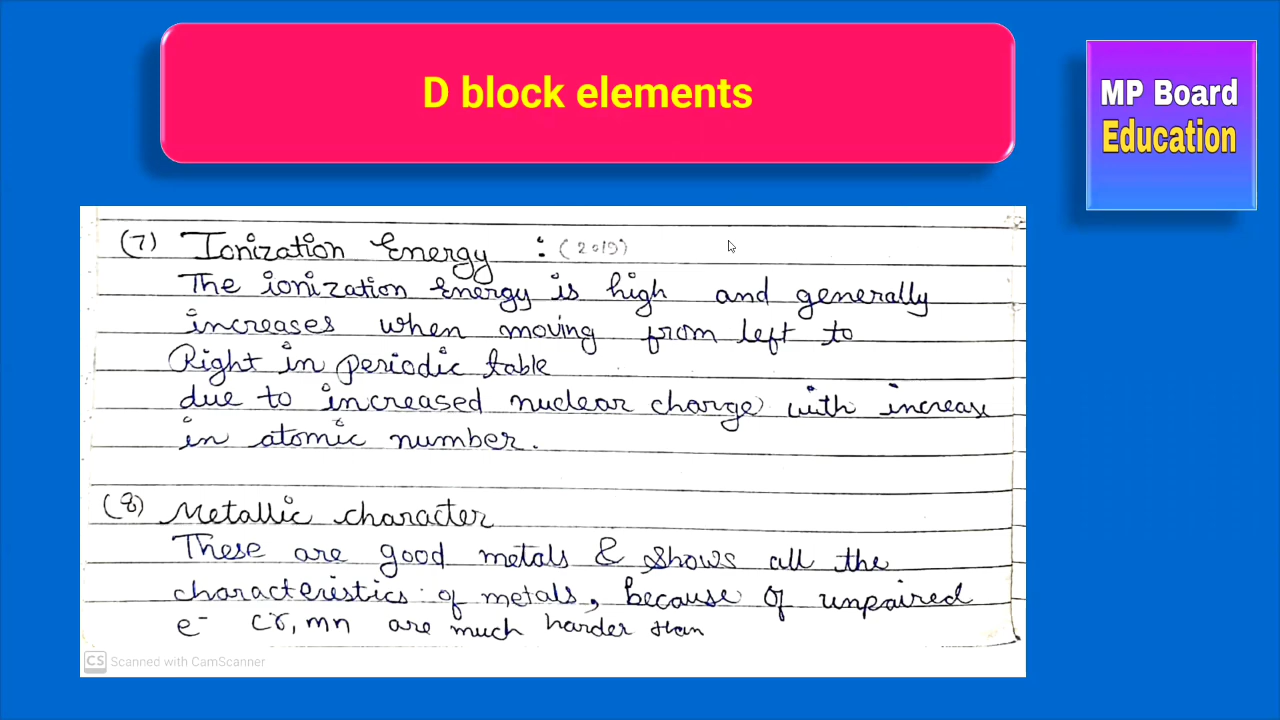 D block elements
MP Board
Education
(7) Ionization Energy : (2019)
The ionization Energy is high and generally
increases when moving from left to
Right in periodic table
due to increased nuclear charge with increase
in atomic number.
(8) Metallic character
These are good metals & shows all the
characteristics of metals, because of unpaired
e⁻ Cr, mn are much harder than
CS Scanned with CamScanner